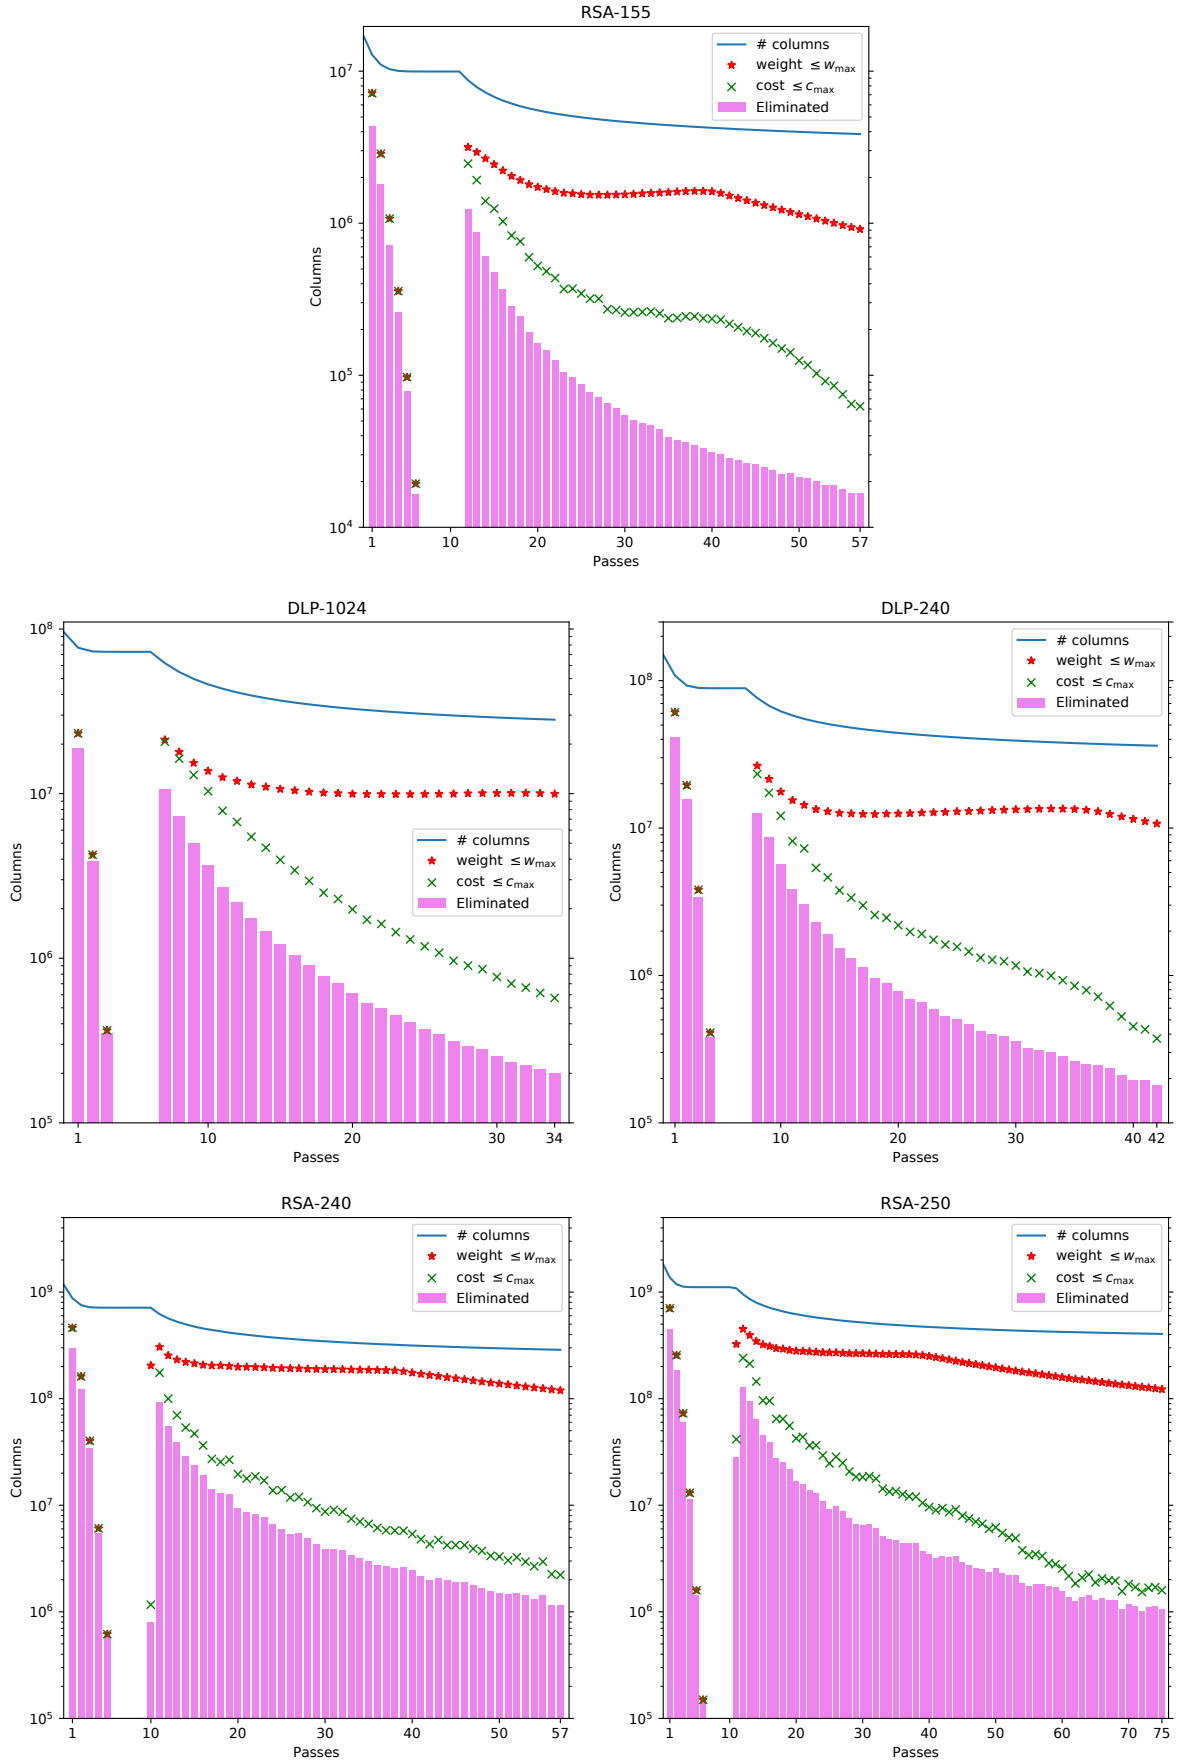 RSA-155
# columns
weight ≤ w_max
cost ≤ c_max
Eliminated
10^7
10^6
10^5
10^4
Columns
1 10 20 30 40 50 57
Passes
DLP-1024
10^8
10^7
10^6
10^5
Columns
# columns
weight ≤ w_max
cost ≤ c_max
Eliminated
1 10 20 30 34
Passes
DLP-240
# columns
weight ≤ w_max
cost ≤ c_max
Eliminated
10^8
10^7
10^6
10^5
Columns
1 10 20 30 40 42
Passes
RSA-240
# columns
weight ≤ w_max
cost ≤ c_max
Eliminated
10^9
10^8
10^7
10^6
10^5
Columns
1 10 20 30 40 50 57
Passes
RSA-250
# columns
weight ≤ w_max
cost ≤ c_max
Eliminated
10^9
10^8
10^7
10^6
10^5
Columns
1 10 20 30 40 50 60 70 75
Passes